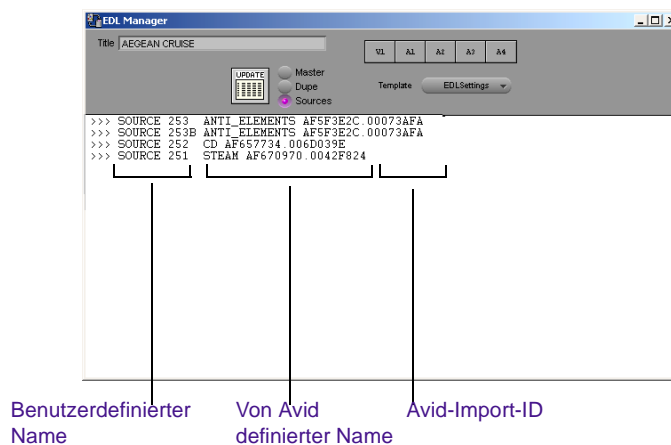 EDL Manager
Title AEGEAN CRUISE
V1 A1 A2 A3 A4
UPDATE
Master
Dupe
Sources
Template EDLSettings
>>> SOURCE 253 ANTI_ELEMENTS AF5F3E2C.00073AFA
>>> SOURCE 253B ANTI_ELEMENTS AF5F3E2C.00073AFA
>>> SOURCE 252 CD AF657734.006D039E
>>> SOURCE 251 STEAM AF670970.0042F824
Benutzerdefinierter
Name
Von Avid
definierter Name
Avid-Import-ID